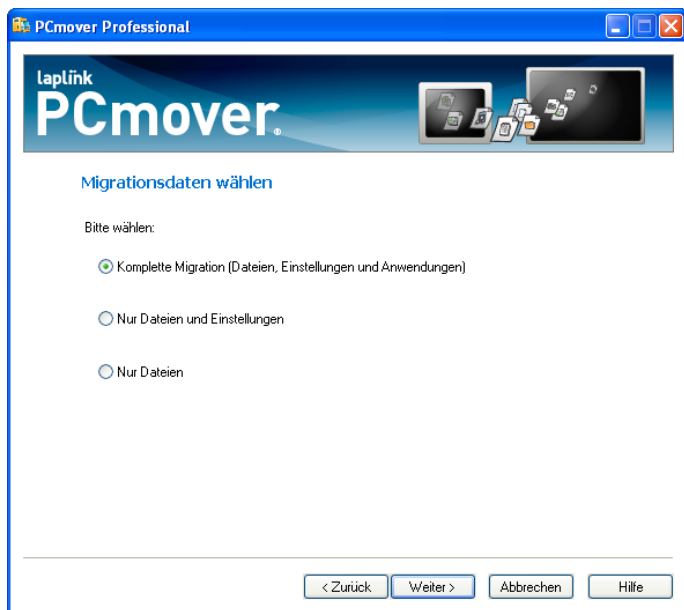 PCmover Professional
laplink
PCmover®
Migrationsdaten wählen
Bitte wählen:
Komplette Migration (Dateien, Einstellungen und Anwendungen)
Nur Dateien und Einstellungen
Nur Dateien
< Zurück Weiter > Abbrechen Hilfe